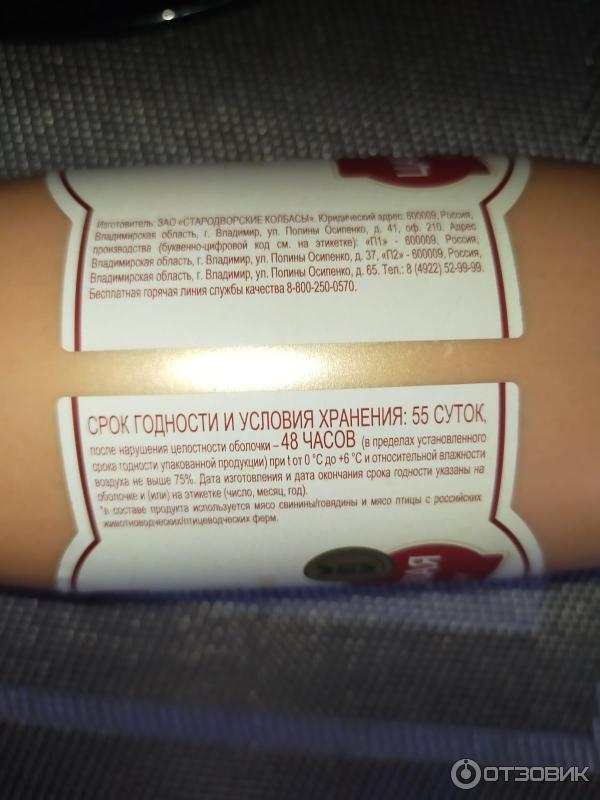 Изготовитель: ЗАО «СТАРОДВОРСКИЕ КОЛБАСЫ». Юридический адрес: 600009, Россия,
Владимирская область, г. Владимир, ул. Полины Осипенко, д. 41, оф. 210. Адрес
производства (буквенно-цифровой код см. на этикетке): «П1» - 600009, Россия,
Владимирская область, г. Владимир, ул. Полины Осипенко, д. 37, «П2» - 600009, Россия,
Владимирская область, г. Владимир, ул. Полины Осипенко, д. 65. Тел.: 8 (4922) 52-99-99.
Бесплатная горячая линия службы качества 8-800-250-0570.
СРОК ГОДНОСТИ И УСЛОВИЯ ХРАНЕНИЯ: 55 СУТОК,
после нарушения целостности оболочки – 48 ЧАСОВ (в пределах установленного
срока годности упакованной продукции) при t от 0 °С до +6 °С и относительной влажности
воздуха не выше 75%. Дата изготовления и дата окончания срока годности указаны на
оболочке и (или) на этикетке (число, месяц, год).
*в составе продукта используется мясо свинины/говядины и мясо птицы с российских
животноводческих/птицеводческих ферм.
ОТЗОВИК